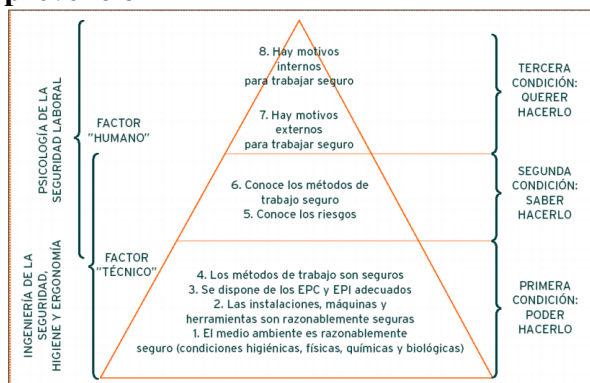 8. Hay motivos
internos
para trabajar seguro
7. Hay motivos
externos
para trabajar seguro
6. Conoce los métodos de
trabajo seguro
5. Conoce los riesgos
4. Los métodos de trabajo son seguros
3. Se dispone de los EPC y EPI adecuados
2. Las instalaciones, máquinas y
herramientas son razonablemente seguras
1. El medio ambiente es razonablemente
seguro (condiciones higiénicas, físicas, químicas y biológicas)
PSICOLOGÍA DE LA
SEGURIDAD LABORAL
FACTOR
"HUMANO"
INGENIERÍA DE LA
SEGURIDAD,
HIGIENE Y ERGONOMÍA
FACTOR
"TÉCNICO"
TERCERA
CONDICIÓN:
QUERER
HACERLO
SEGUNDA
CONDICIÓN:
SABER
HACERLO
PRIMERA
CONDICIÓN:
PODER
HACERLO